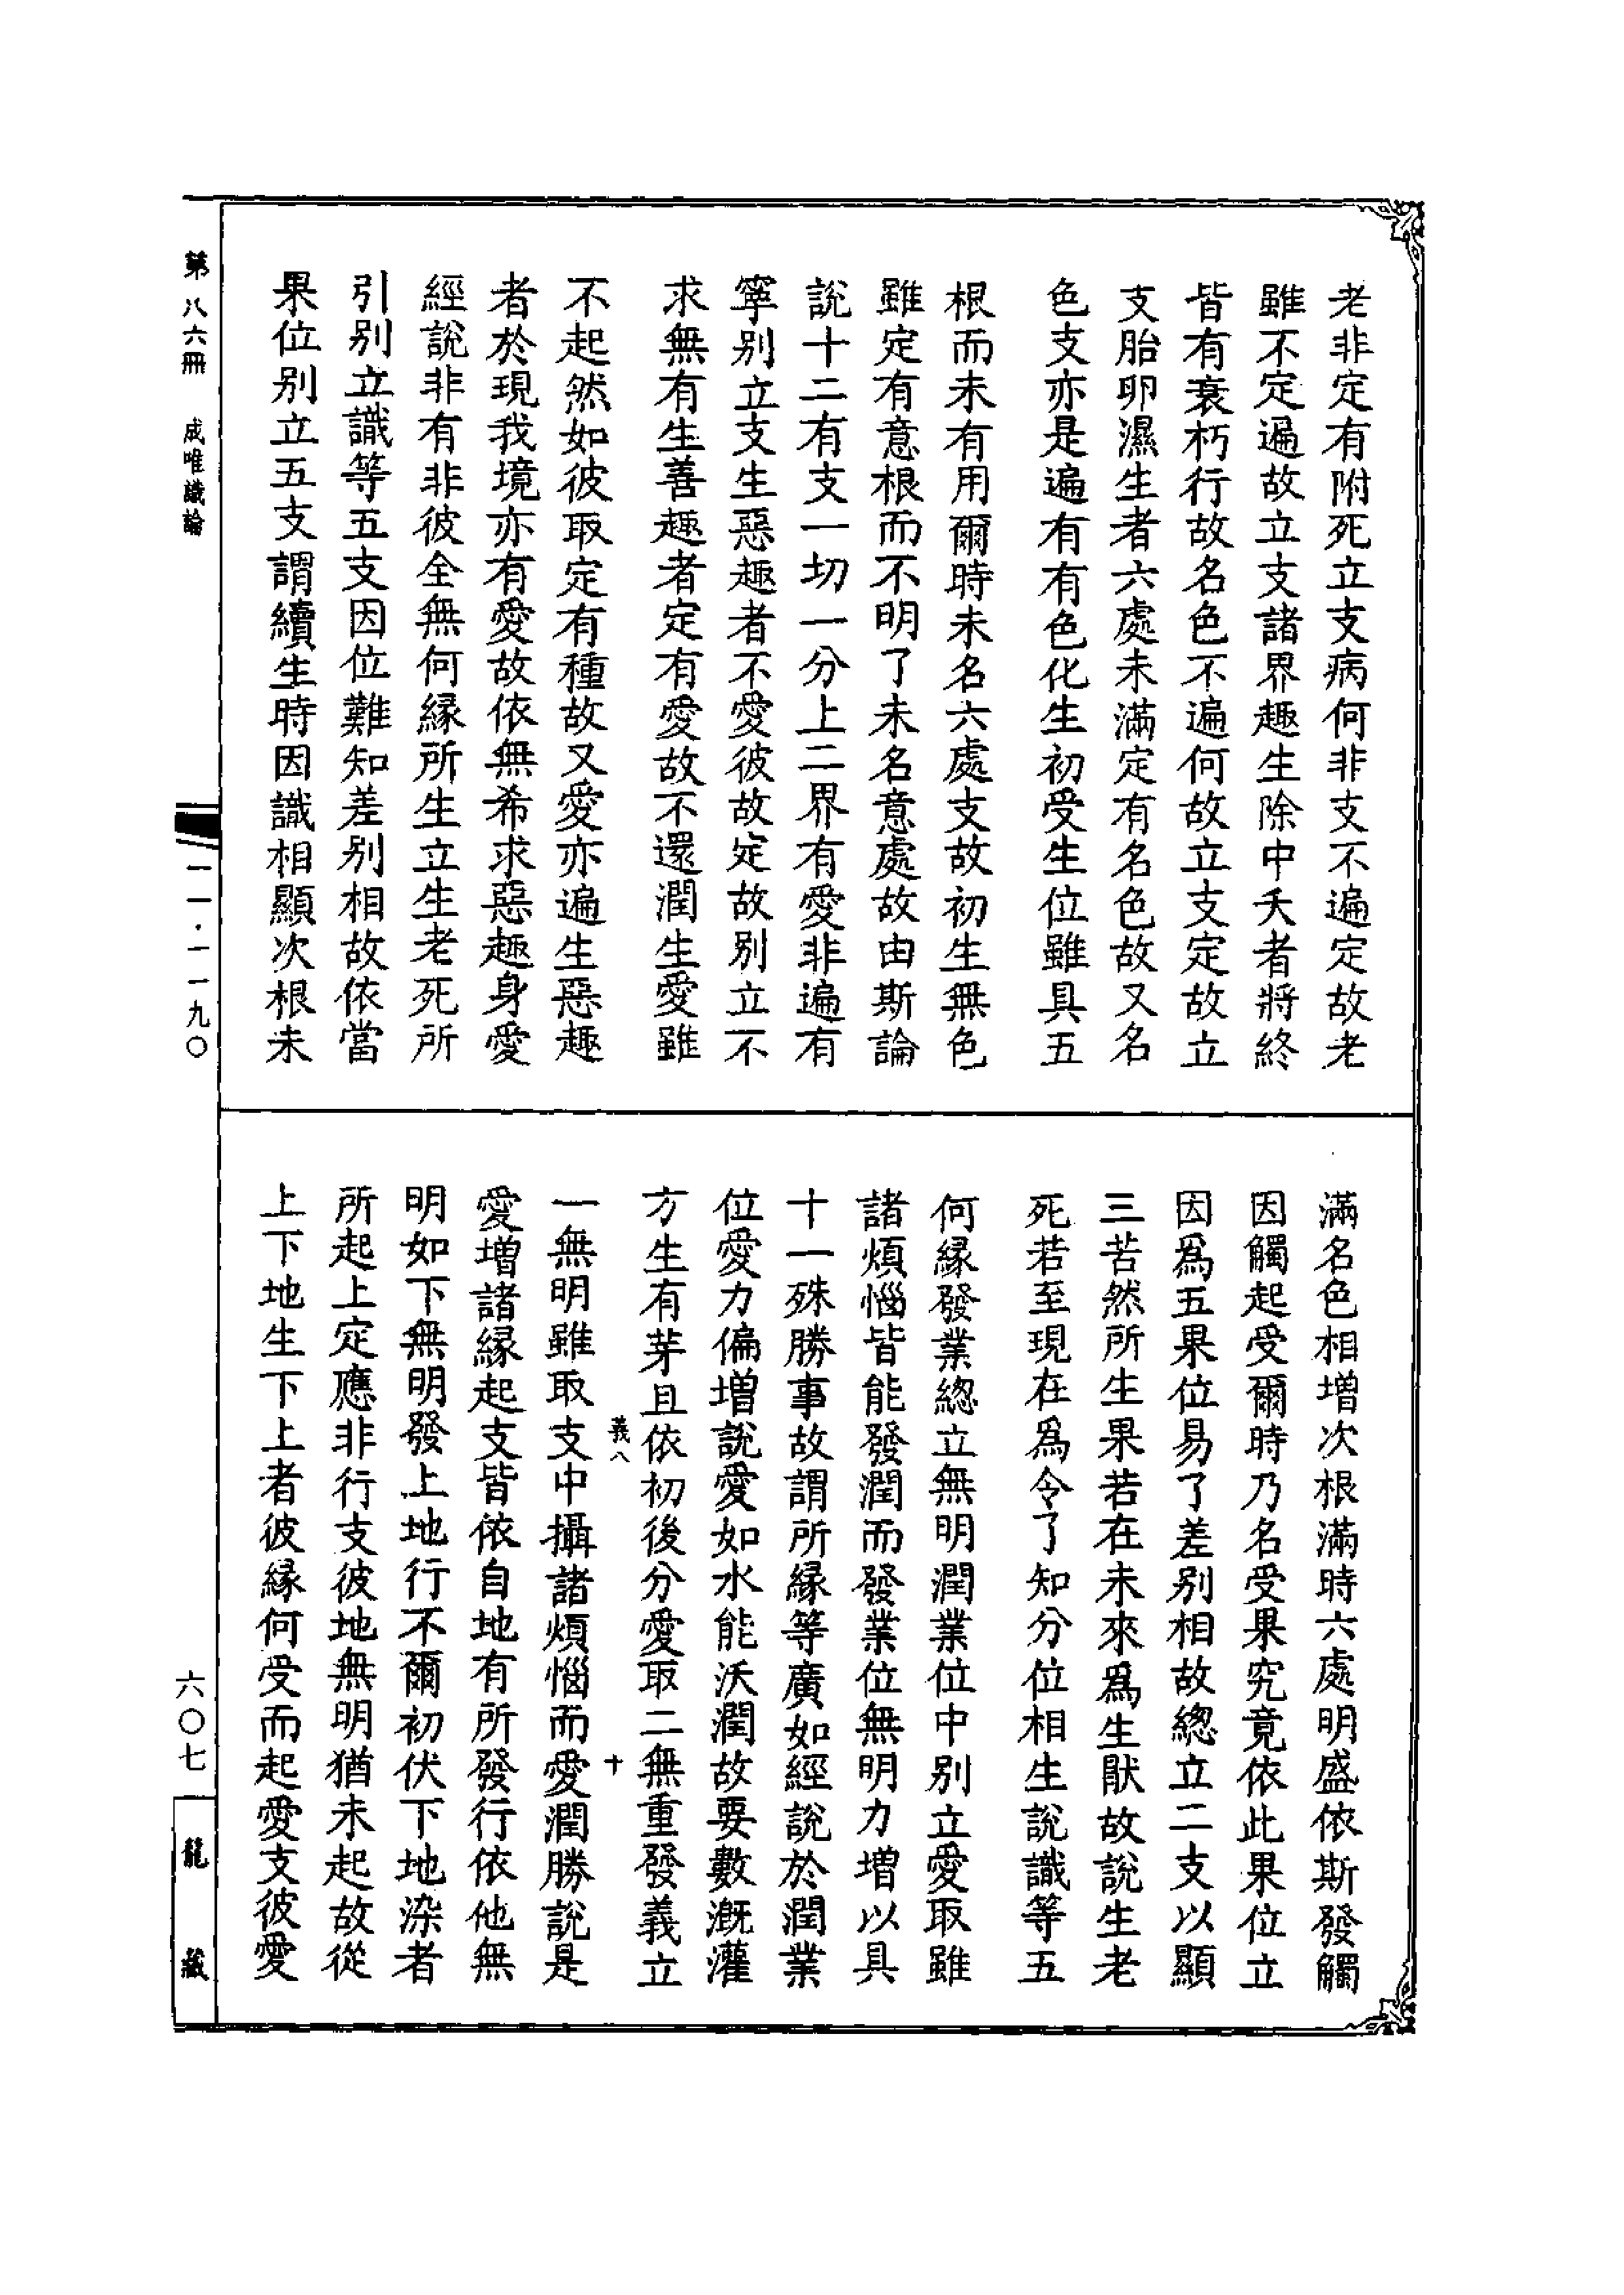 老非定有附死立支病何非支不遍定故老
雖不定遍故立支諸界趣生除中夭者將終
皆有衰朽行故名色不遍何故立支定故立
支胎卵濕生者六處未滿定有名色故又名
色支亦是遍有有色化生初受生位雖具五
根而未有用爾時未名六處支故初生無色
雖定有意根而不明了未名意處故由斯論
說十二有支一切一分上二界有愛非遍有
寧別立支生惡趣者不愛彼故定故別立不
求無有生善趣者定有愛故不還潤生愛雖
不起然如彼取定有種故又愛亦遍生惡趣
者於現我境亦有愛故依無希求惡趣身愛
經說非有非彼全無何縁所生立生老死所
引別立識等五支因位難知差別相故依當
果位別立五支謂續生時因識相顯次根未
滿名色相增次根滿時六處明盛依斯發觸
因觸起受爾時乃名受果究竟依此果位立
因爲五果位易了差別相故總立二支以顯
三苦然所生果若在未來爲生猒故說生老
死若至現在爲令了知分位相生說識等五
何縁發業總立無明潤業位中別立愛取雖
諸煩惱皆能發潤而發業位無明力增以具
十一殊勝事故謂所縁等廣如經說於潤業
位愛力偏增說愛如水能沃潤故要數溉灌
方生有芽且依初後分愛取二無重發義立
義八
十
一無明雖取支中攝諸煩惱而愛潤勝說是
愛增諸縁起支皆依自地有所發行依他無
明如下無明發上地行不爾初伏下地染者
所起上定應非行支彼地無明猶未起故從
上下地生下上者彼縁何受而起愛支彼愛
第八六冊　成唯識論
一一·一一九〇
六〇七
龍藏